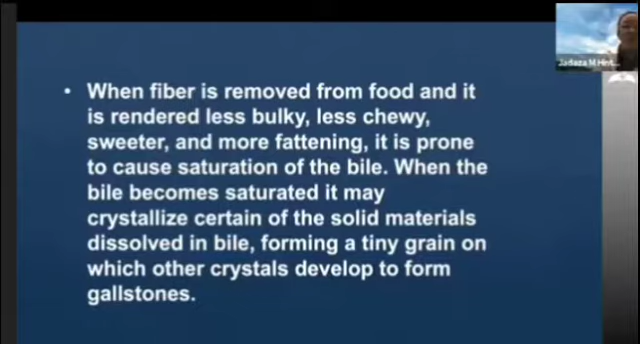 • When fiber is removed from food and it
is rendered less bulky, less chewy,
sweeter, and more fattening, it is prone
to cause saturation of the bile. When the
bile becomes saturated it may
crystallize certain of the solid materials
dissolved in bile, forming a tiny grain on
which other crystals develop to form
gallstones.